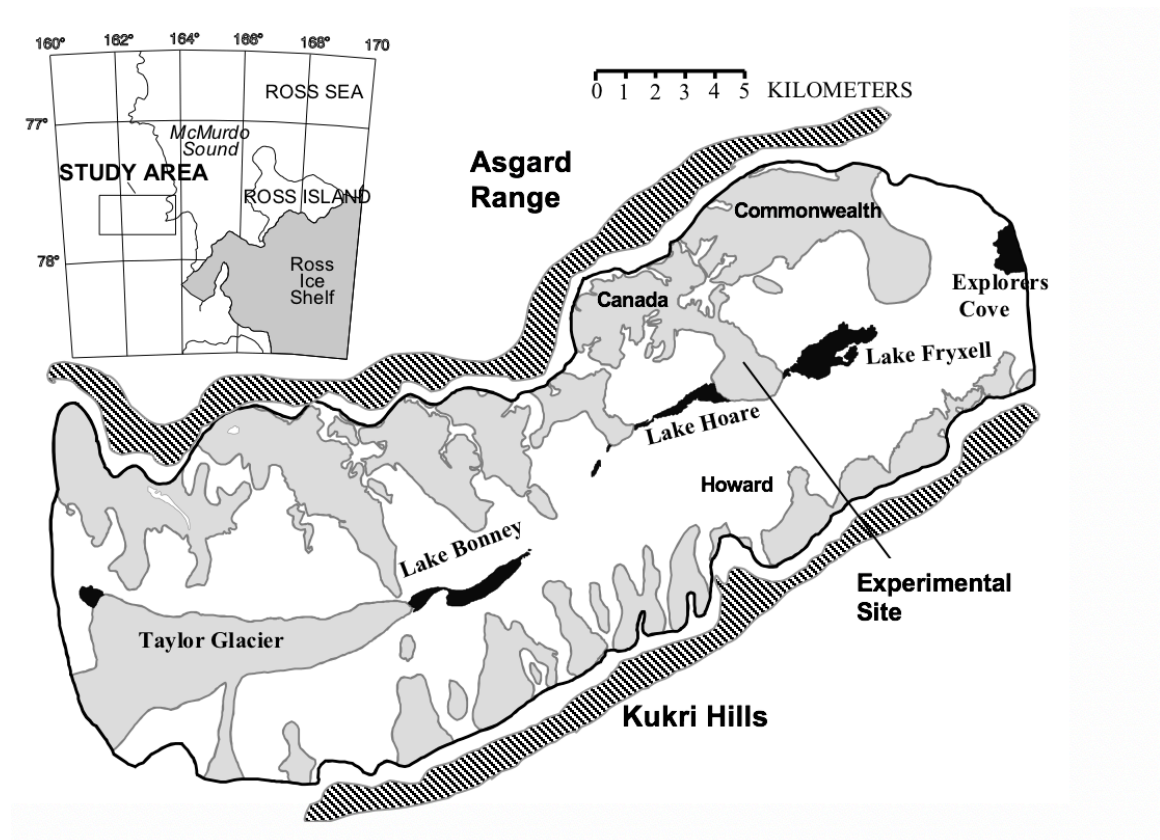 160° 162° 164° 166° 168° 170
77°
78°
ROSS SEA
McMurdo
Sound
STUDY AREA
ROSS ISLAND
Ross
Ice
Shelf
0 1 2 3 4 5 KILOMETERS
Asgard
Range
Commonwealth
Canada
Explorers
Cove
Lake Fryxell
Lake Hoare
Howard
Lake Bonney
Experimental
Site
Taylor Glacier
Kukri Hills